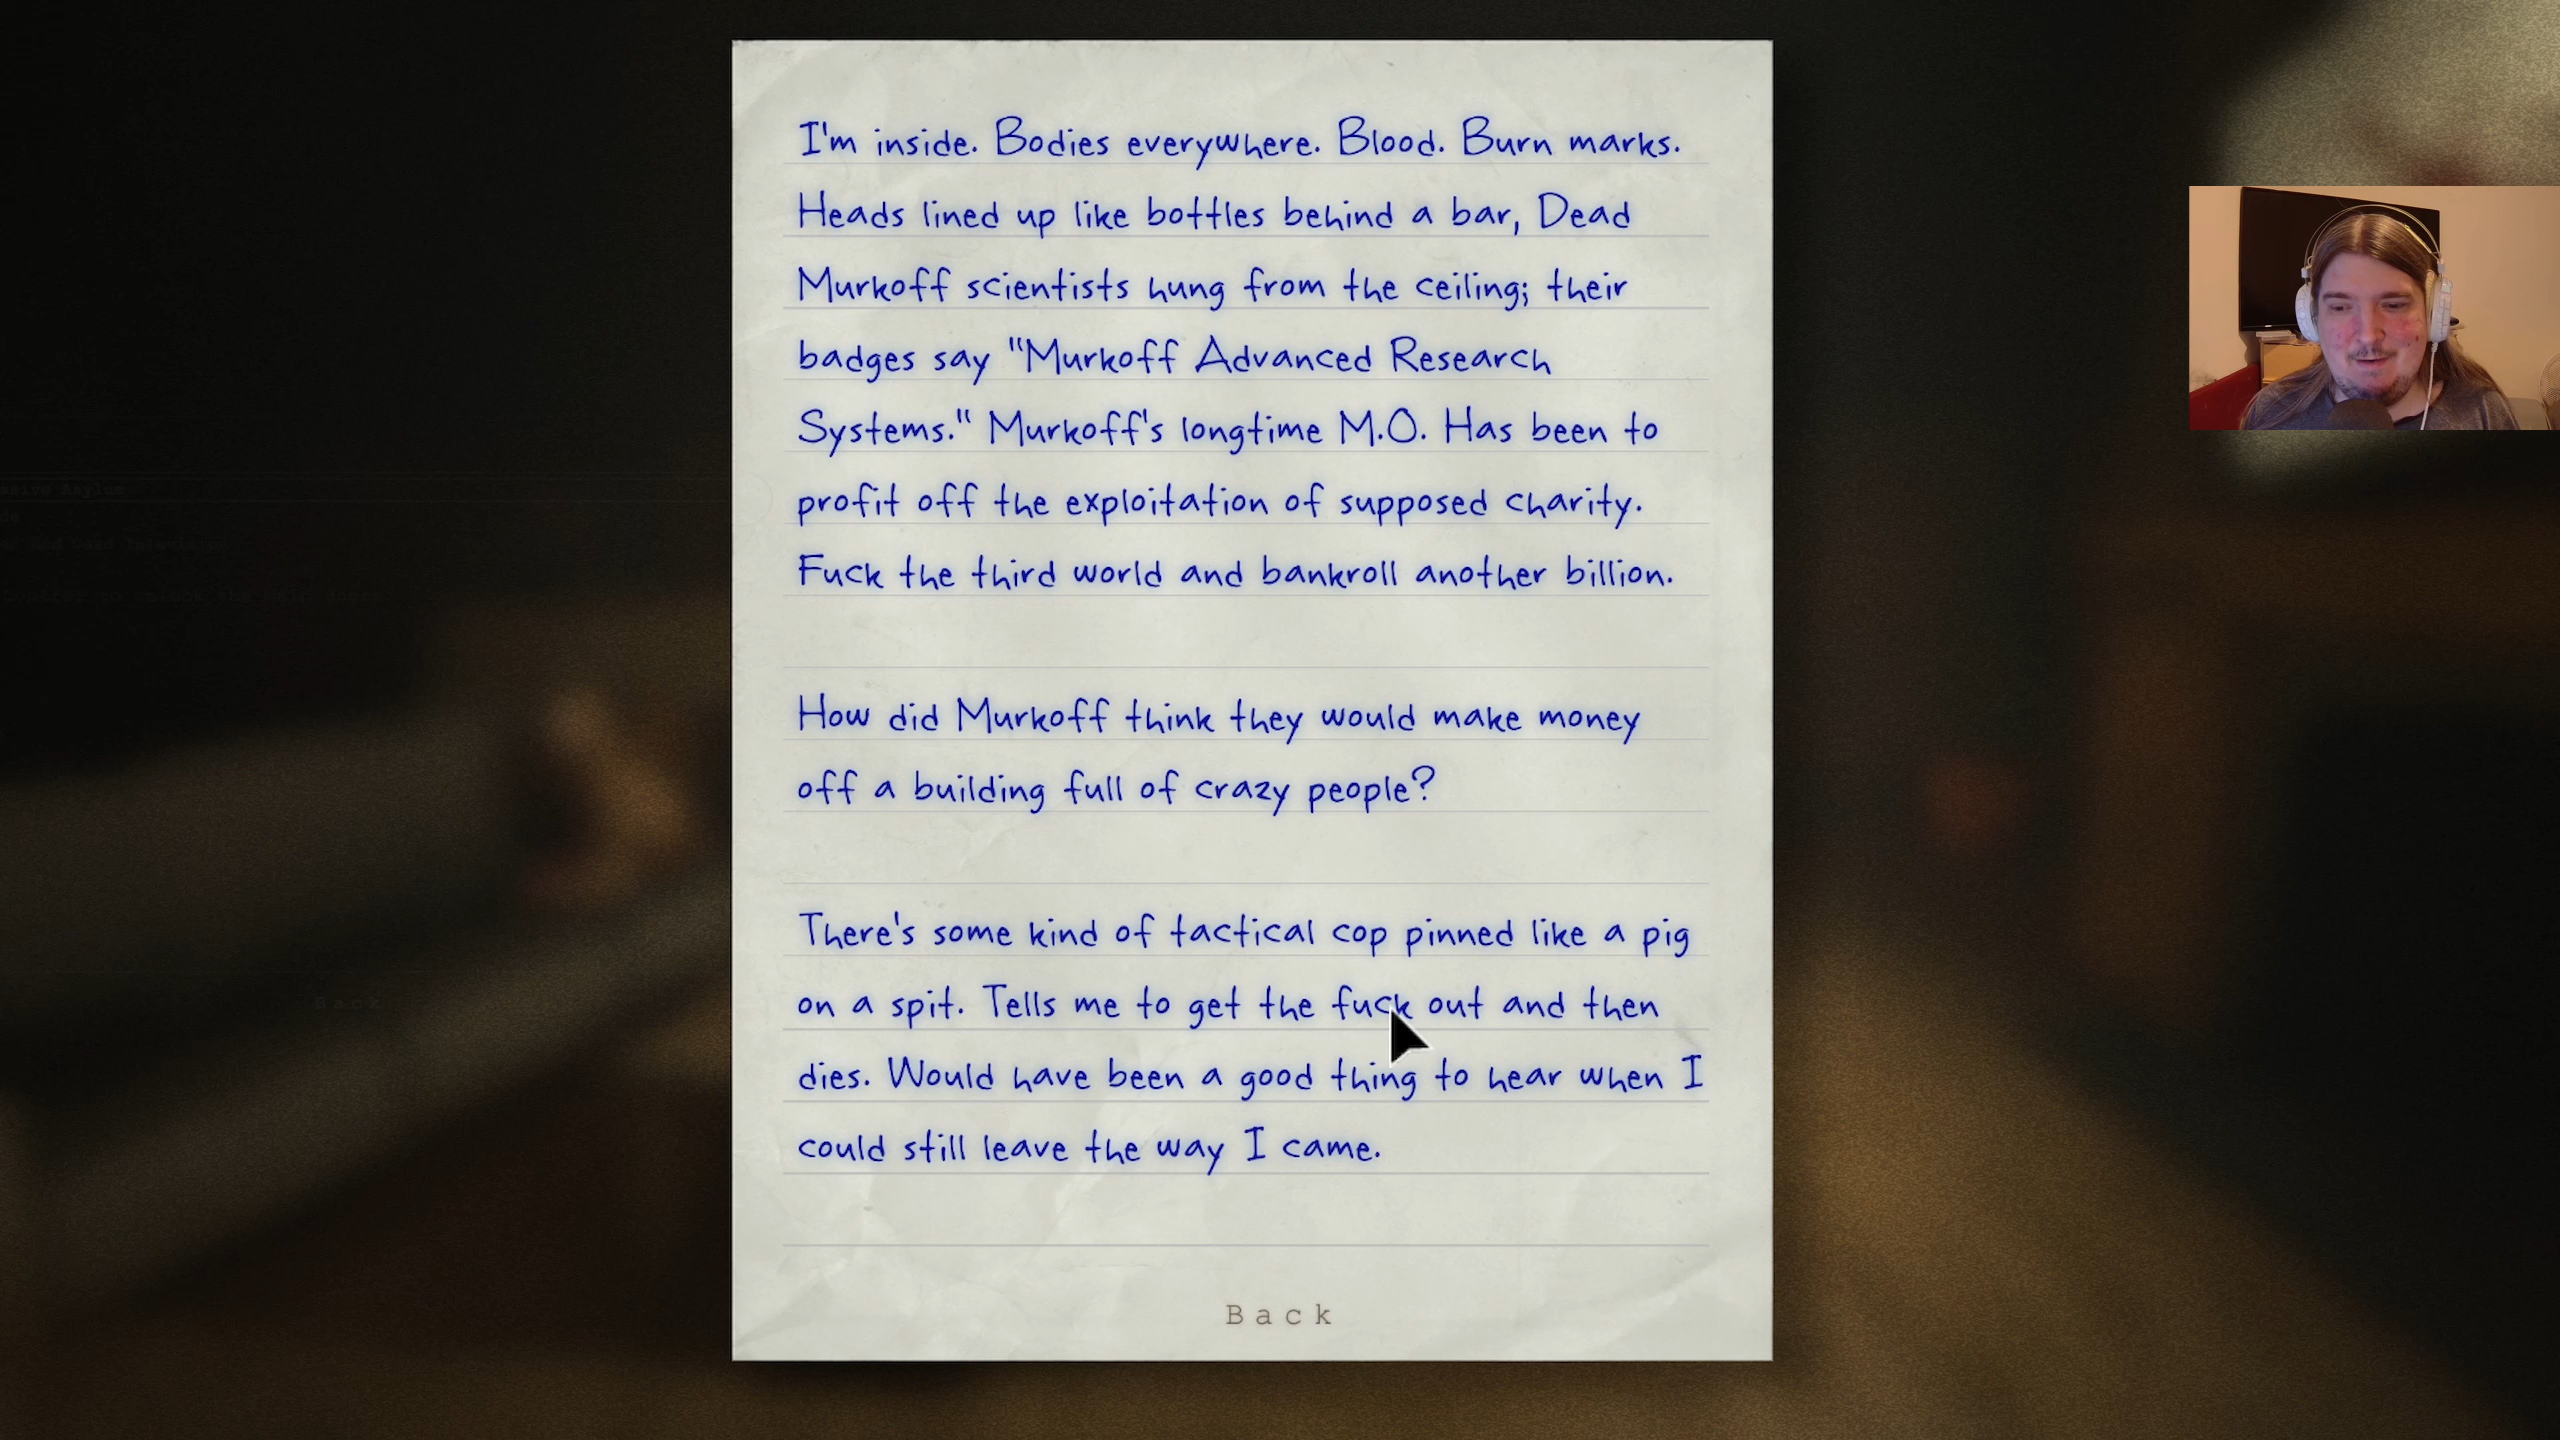 I'm inside. Bodies everywhere. Blood. Burn marks.
Heads lined up like bottles behind a bar, Dead
Murkoff scientists hung from the ceiling; their
badges say "Murkoff Advanced Research
Systems." Murkoff's longtime M.O. Has been to
profit off the exploitation of supposed charity.
Fuck the third world and bankroll another billion.
How did Murkoff think they would make money
off a building full of crazy people?
There's some kind of tactical cop pinned like a pig
on a spit. Tells me to get the fuck out and then
dies. Would have been a good thing to hear when I
could still leave the way I came.
Back